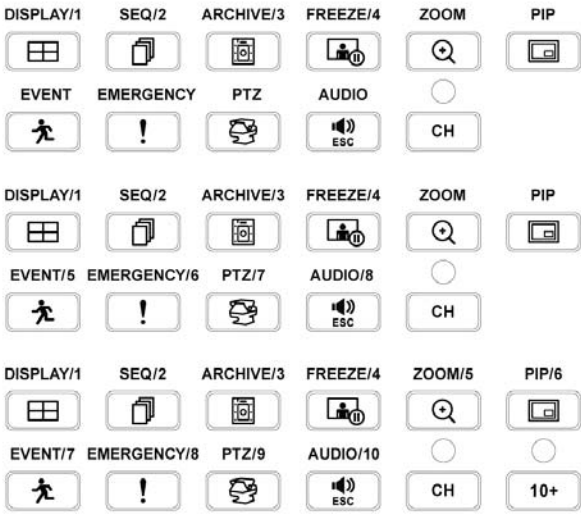 DISPLAY/1 SEQ/2 ARCHIVE/3 FREEZE/4 ZOOM PIP
EVENT EMERGENCY PTZ AUDIO
! ESC CH
DISPLAY/1 SEQ/2 ARCHIVE/3 FREEZE/4 ZOOM PIP
EVENT/5 EMERGENCY/6 PTZ/7 AUDIO/8
! ESC CH
DISPLAY/1 SEQ/2 ARCHIVE/3 FREEZE/4 ZOOM/5 PIP/6
EVENT/7 EMERGENCY/8 PTZ/9 AUDIO/10
! ESC CH 10+